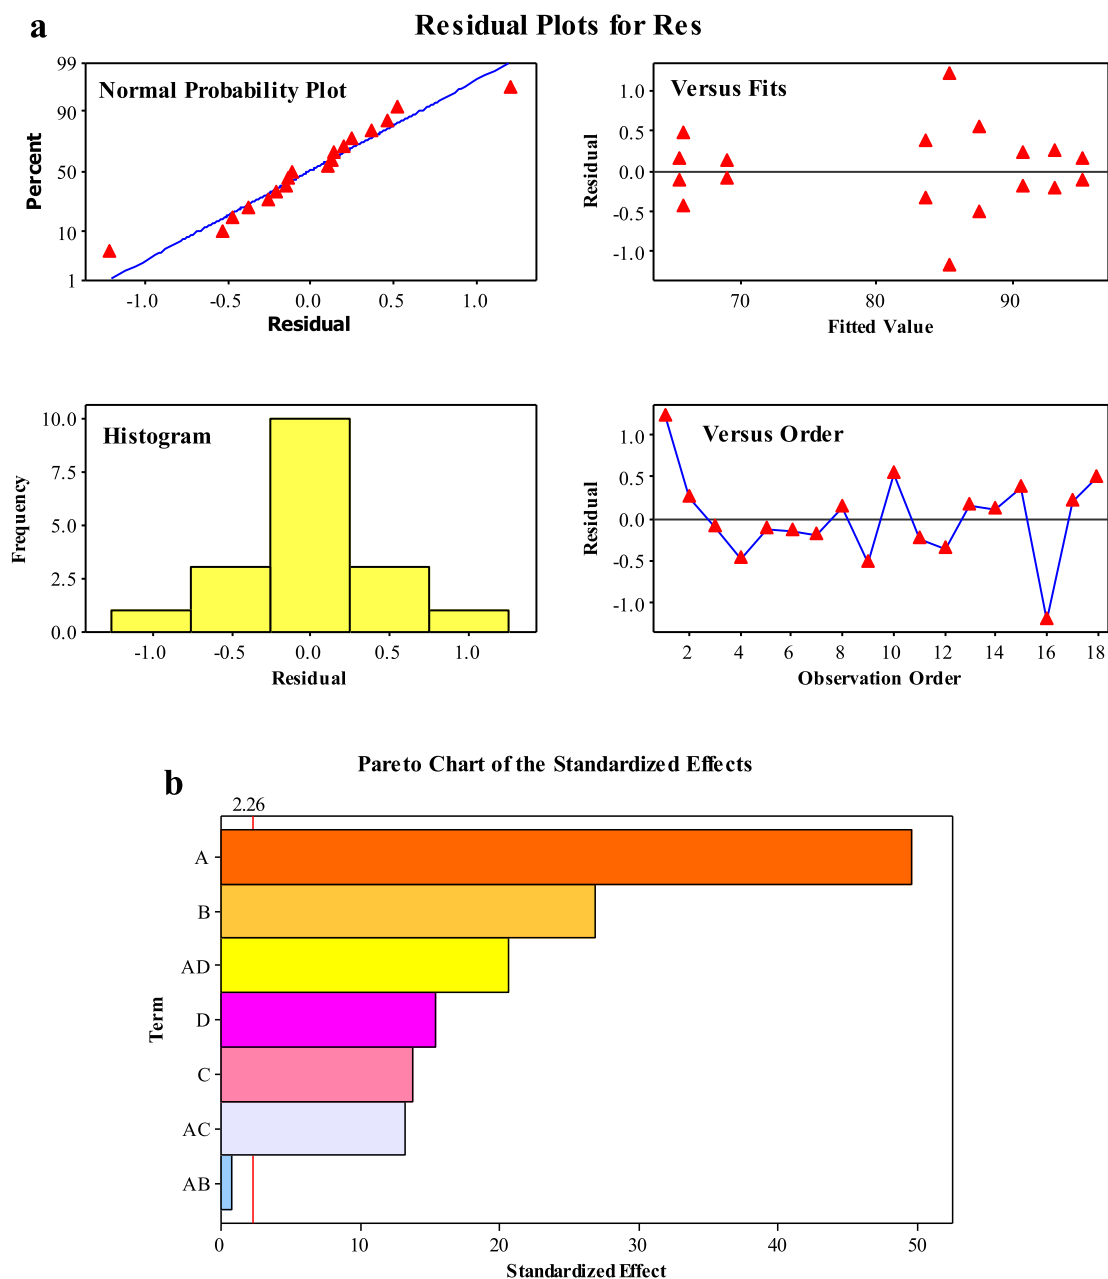 a
Residual Plots for Res
Normal Probability Plot
Percent
99
90
50
10
1
-1.0 -0.5 0.0 0.5 1.0
Residual
Versus Fits
Residual
1.0
0.5
0.0
-0.5
-1.0
70 80 90
Fitted Value
Histogram
Frequency
10.0
7.5
5.0
2.5
0.0
-1.0 -0.5 0.0 0.5 1.0
Residual
Versus Order
Residual
1.0
0.5
0.0
-0.5
-1.0
2 4 6 8 10 12 14 16 18
Observation Order
b
Pareto Chart of the Standardized Effects
2.26
Term
A
B
AD
D
C
AC
AB
0 10 20 30 40 50
Standardized Effect